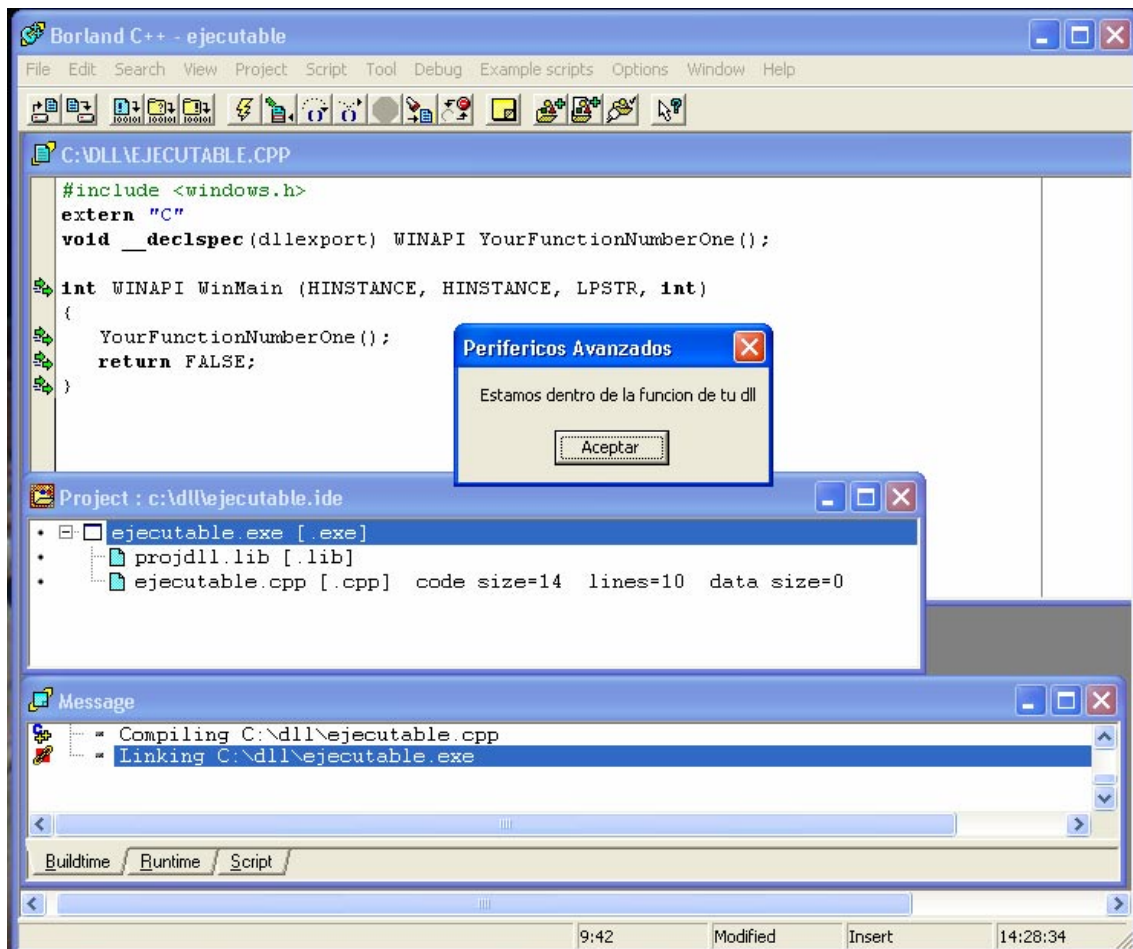 Borland C++ - ejecutable
File Edit Search View Project Script Tool Debug Example scripts Options Window Help
C:\DLL\EJECUTABLE.CPP
#include <windows.h>
extern "C"
void __declspec(dllexport) WINAPI YourFunctionNumberOne();
int WINAPI WinMain (HINSTANCE, HINSTANCE, LPSTR, int)
{
YourFunctionNumberOne();
return FALSE;
}
Perifericos Avanzados
Estamos dentro de la funcion de tu dll
Aceptar
Project : c:\dll\ejecutable.ide
ejecutable.exe [.exe]
projdll.lib [.lib]
ejecutable.cpp [.cpp] code size=14 lines=10 data size=0
Message
Compiling C:\dll\ejecutable.cpp
Linking C:\dll\ejecutable.exe
Buildtime Runtime Script
9:42 Modified Insert 14:28:34